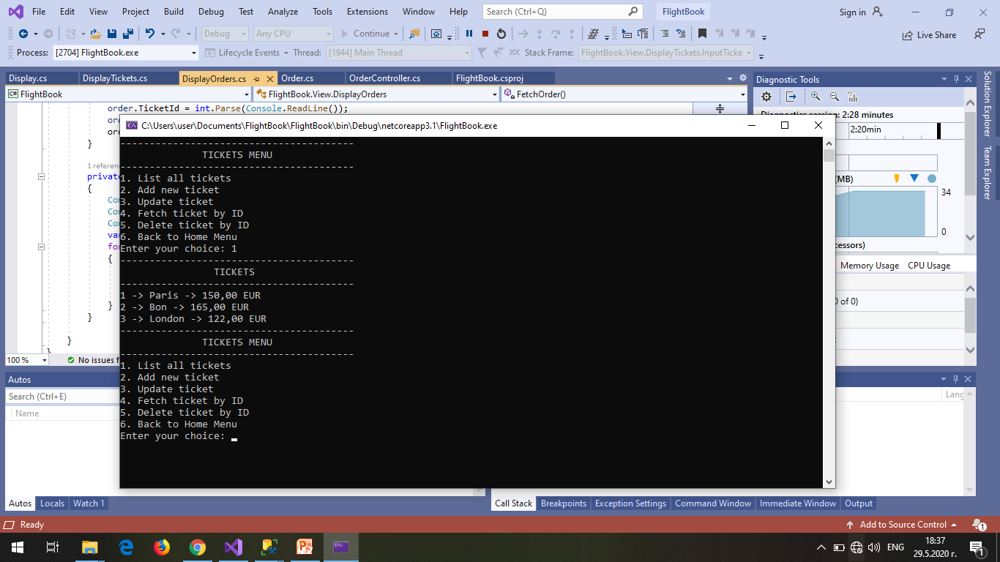 File Edit View Project Build Debug Test Analyze Tools Extensions Window Help Search (Ctrl+Q) FlightBook Sign in
Debug Any CPU Continue Live Share
Process: [2704] FlightBook.exe Lifecycle Events Thread: [1944] Main Thread Stack Frame: FlightBook.View.DisplayTickets.InputTicke
Display.cs DisplayTickets.cs DisplayOrders.cs Order.cs OrderController.cs FlightBook.csproj Diagnostic Tools
C# FlightBook FlightBook.View.DisplayOrders FetchOrder()
Solution Explorer
Team Explorer
order.TicketId = int.Parse(Console.ReadLine());
Diagnostics session: 2:28 minutes
2:20min
C:\Users\user\Documents\FlightBook\FlightBook\bin\Debug\netcoreapp3.1\FlightBook.exe
----------------------------------------
TICKETS MENU
----------------------------------------
1. List all tickets
2. Add new ticket
3. Update ticket
4. Fetch ticket by ID
5. Delete ticket by ID
6. Back to Home Menu
Enter your choice: 1
----------------------------------------
TICKETS
----------------------------------------
1 -> Paris -> 150,00 EUR
2 -> Bon -> 165,00 EUR
3 -> London -> 122,00 EUR
----------------------------------------
TICKETS MENU
----------------------------------------
1. List all tickets
2. Add new ticket
3. Update ticket
4. Fetch ticket by ID
5. Delete ticket by ID
6. Back to Home Menu
Enter your choice:
or
or
}
1 referen
private
{
Con
Con
Con
va
fo
{
}
}
}
}
(MB)
34
0
cessors)
Memory Usage CPU Usage
0 of 0)
100 % No issues f
Autos
Search (Ctrl+E)
Name
Lang
Autos Locals Watch 1 Call Stack Breakpoints Exception Settings Command Window Immediate Window Output
Ready Add to Source Control 1
ENG 18:37
29.5.2020 г. 1